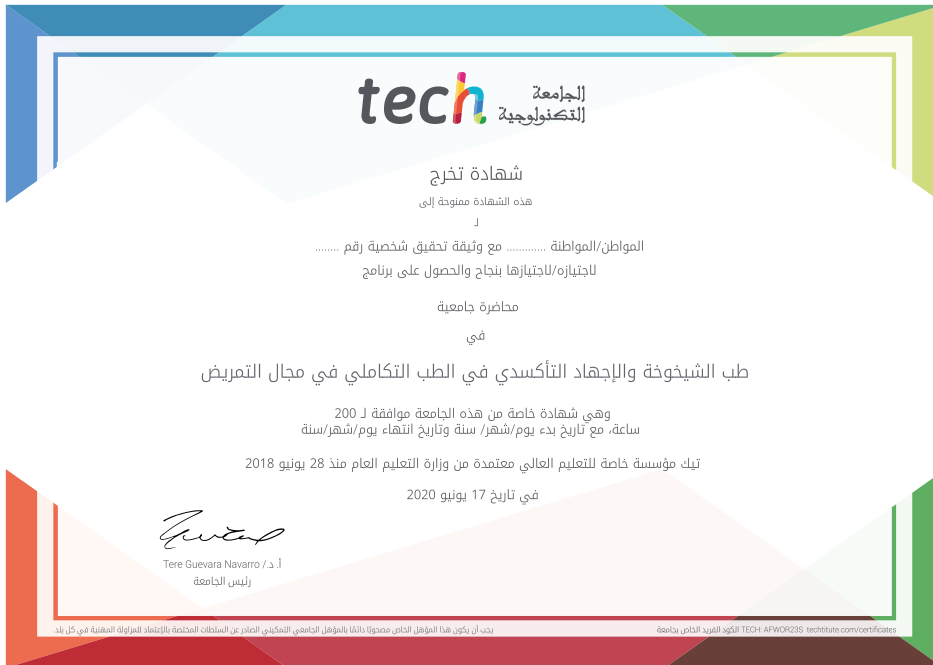 tech الجامعة
التكنولوجية
شهادة تخرج
هذه الشهادة ممنوحة إلى
لـ
المواطن/المواطنة ............. مع وثيقة تحقيق شخصية رقم ........
لاجتيازه/لاجتيازها بنجاح والحصول على برنامج
محاضرة جامعية
في
طب الشيخوخة والإجهاد التأكسدي في الطب التكاملي في مجال التمريض
وهي شهادة خاصة من هذه الجامعة موافقة لـ 200
ساعة، مع تاريخ بدء يوم/شهر/ سنة وتاريخ انتهاء يوم/شهر/سنة
تيك مؤسسة خاصة للتعليم العالي معتمدة من وزارة التعليم العام منذ 28 يونيو 2018
في تاريخ 17 يونيو 2020
أ. د./ Tere Guevara Navarro
رئيس الجامعة
يجب أن يكون هذا المؤهل الخاص مصحوبًا دائمًا بالمؤهل الجامعي التمكيني الصادر عن السلطات المختصة بالإعتماد للمزاولة المهنية في كل بلد.
الكود الفريد الخاص بجامعة TECH: AFWOR23S techtitute.com/certificates